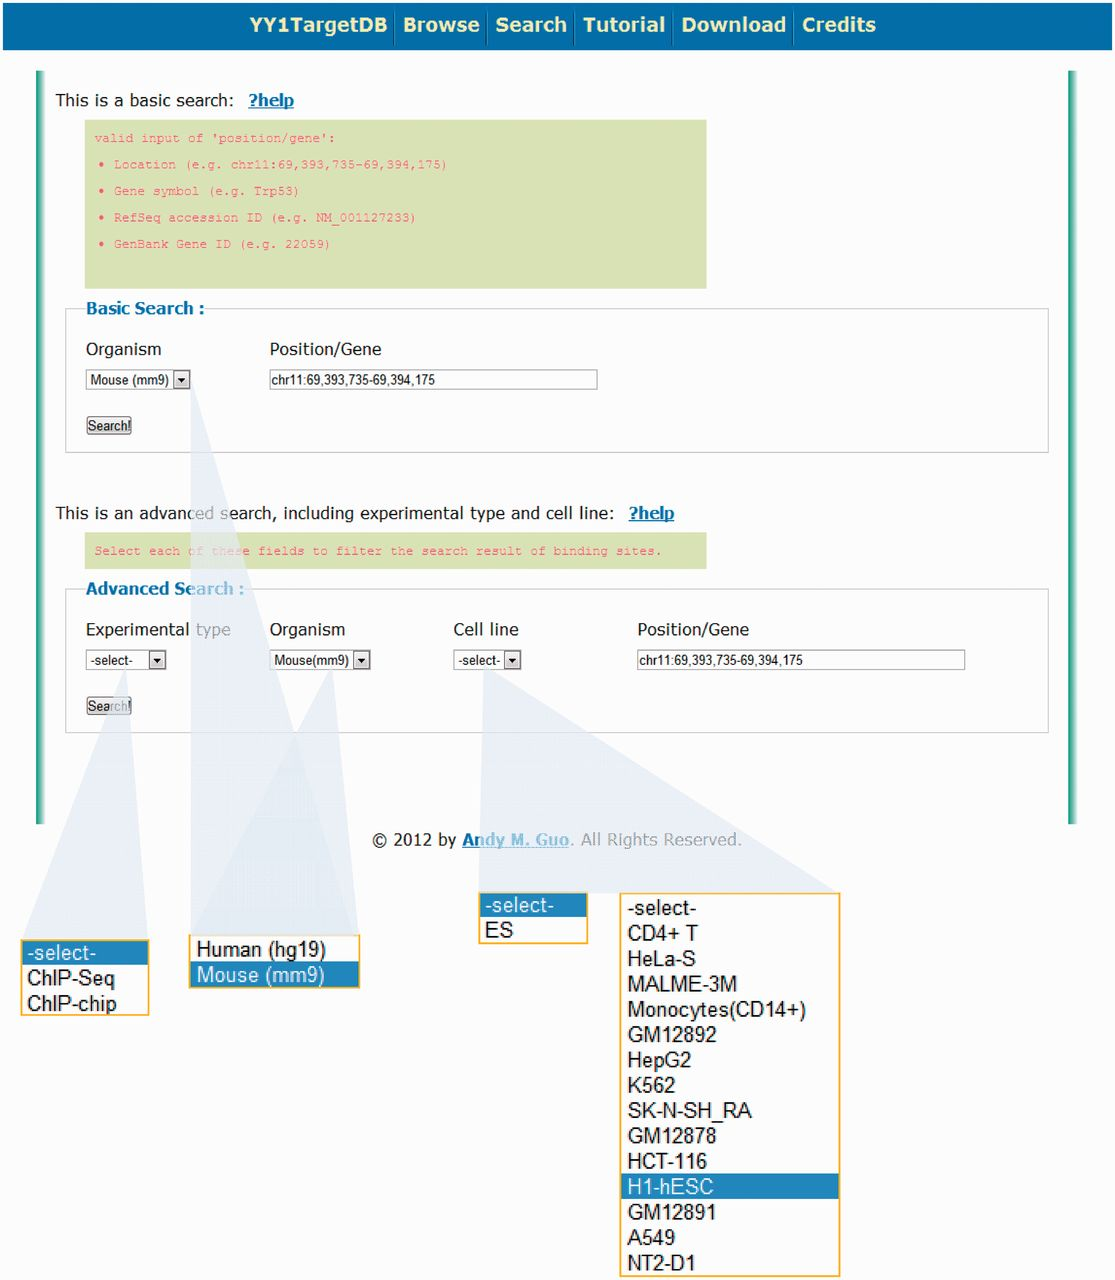 YY1TargetDB Browse Search Tutorial Download Credits
This is a basic search: ?help
valid input of 'position/gene':
• Location (e.g. chr11:69,393,735-69,394,175)
• Gene symbol (e.g. Trp53)
• RefSeq accession ID (e.g. NM_001127233)
• GenBank Gene ID (e.g. 22059)
Basic Search :
Organism Position/Gene
Mouse (mm9) chr11:69,393,735-69,394,175
Search!
This is an advanced search, including experimental type and cell line: ?help
Select each of these fields to filter the search result of binding sites.
Advanced Search :
Experimental type Organism Cell line Position/Gene
-select- Mouse(mm9) -select- chr11:69,393,735-69,394,175
Search!
© 2012 by Andy M. Guo. All Rights Reserved.
-select-
ChIP-Seq
ChIP-chip
Human (hg19)
Mouse (mm9)
-select-
ES
-select-
CD4+ T
HeLa-S
MALME-3M
Monocytes(CD14+)
GM12892
HepG2
K562
SK-N-SH_RA
GM12878
HCT-116
H1-hESC
GM12891
A549
NT2-D1